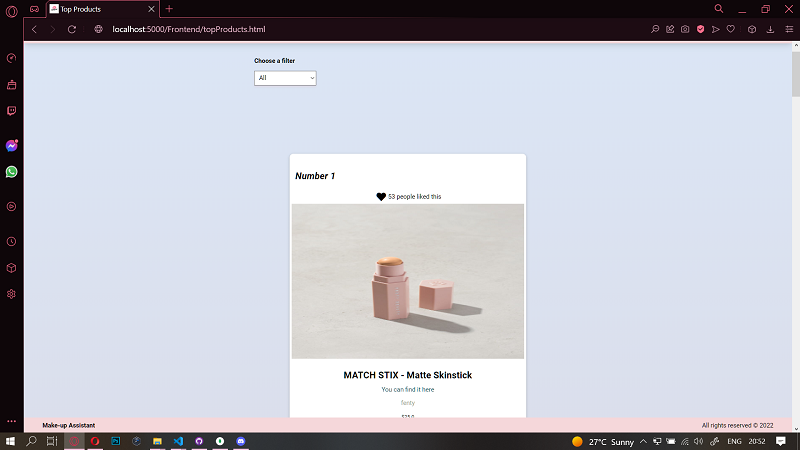 Top Products
localhost:5000/Frontend/topProducts.html
Choose a filter
All
Number 1
53 people liked this
MATCH STIX - Matte Skinstick
You can find it here
fenty
Make-up Assistant
All rights reserved © 2022
27°C Sunny
ENG
20:52